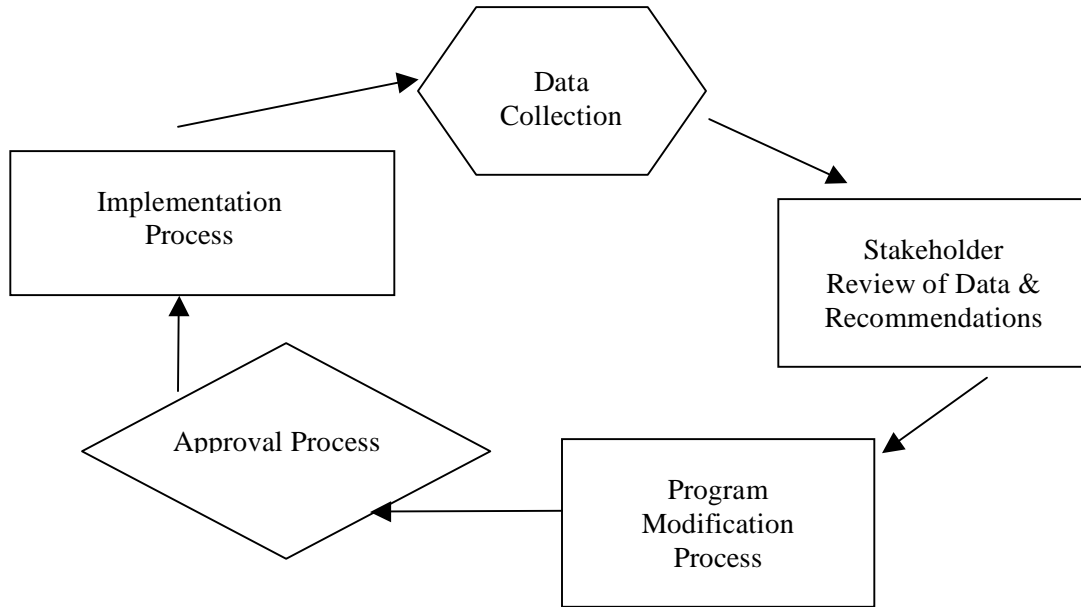 Data
Collection
Implementation
Process
Stakeholder
Review of Data &
Recommendations
Approval Process
Program
Modification
Process